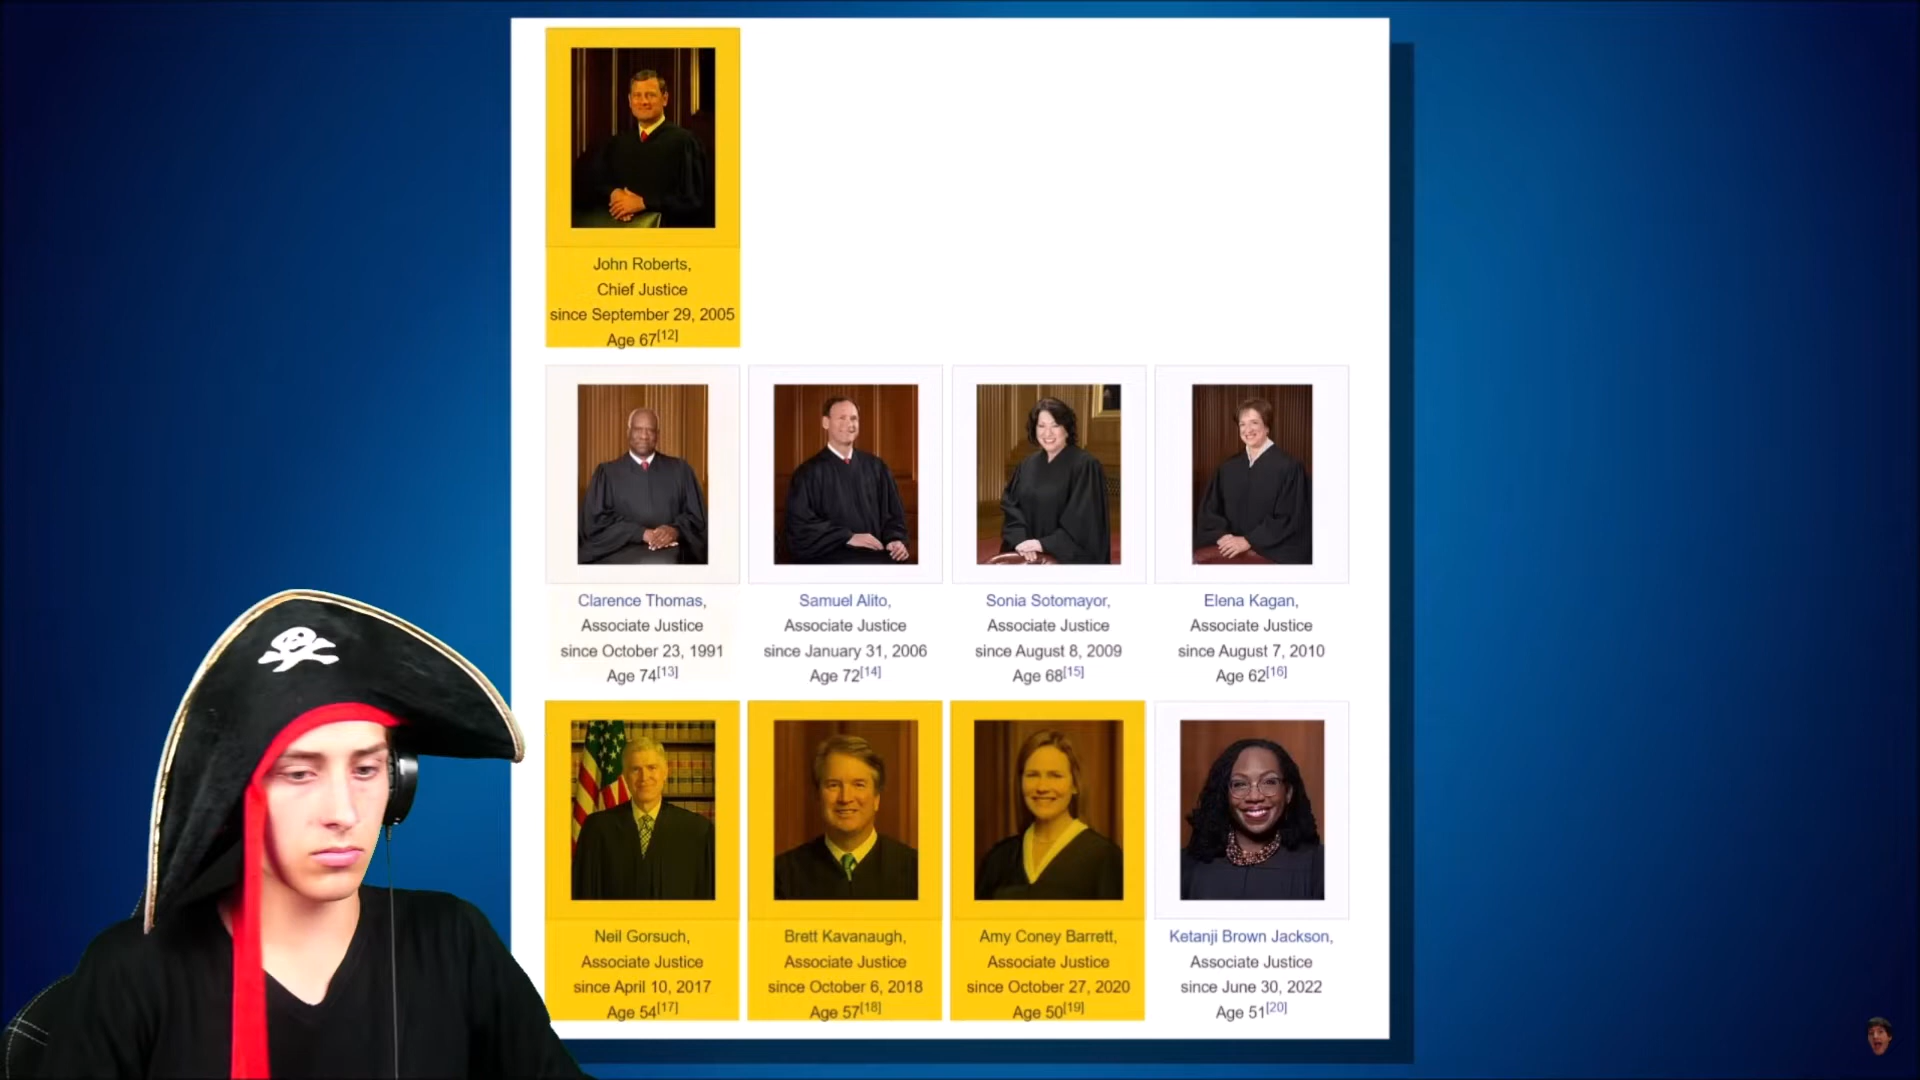 John Roberts,
Chief Justice
since September 29, 2005
Age 67[12]
Clarence Thomas,
Associate Justice
since October 23, 1991
Age 74[13]
Samuel Alito,
Associate Justice
since January 31, 2006
Age 72[14]
Sonia Sotomayor,
Associate Justice
since August 8, 2009
Age 68[15]
Elena Kagan,
Associate Justice
since August 7, 2010
Age 62[16]
Neil Gorsuch,
Associate Justice
since April 10, 2017
Age 54[17]
Brett Kavanaugh,
Associate Justice
since October 6, 2018
Age 57[18]
Amy Coney Barrett,
Associate Justice
since October 27, 2020
Age 50[19]
Ketanji Brown Jackson,
Associate Justice
since June 30, 2022
Age 51[20]